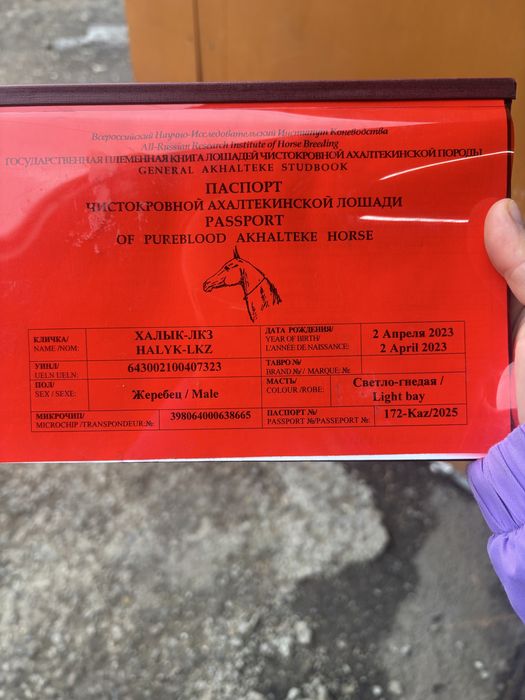 Всероссийский Научно-Исследовательский Институт Коневодства
All-Russian Research Institute of Horse Breeding
ГОСУДАРСТВЕННАЯ ПЛЕМЕННАЯ КНИГА ЛОШАДЕЙ ЧИСТОКРОВНОЙ АХАЛТЕКИНСКОЙ ПОРОДЫ
GENERAL AKHALTEKE STUDBOOK
ПАСПОРТ
ЧИСТОКРОВНОЙ АХАЛТЕКИНСКОЙ ЛОШАДИ
PASSPORT
OF PUREBLOOD AKHALTEKE HORSE
КЛИЧКА/
NAME /NOM:
ХАЛЫК-ЛКЗ
HALYK-LKZ
ДАТА РОЖДЕНИЯ/
YEAR OF BIRTH/
L'ANNÉE DE NAISSANCE:
2 Апреля 2023
2 April 2023
УИНЛ/
UELN UELN:
643002100407323
ТАВРО №/
BRAND №/ MARQUE: №
ПОЛ/
SEX / SEXE:
Жеребец / Male
МАСТЬ/
COLOUR /ROBE:
Светло-гнедая /
Light bay
МИКРОЧИП/
MICROCHIP /TRANSPONDEUR:№
398064000638665
ПАСПОРТ №/
PASSPORT №/PASSEPORT №:
172-Kaz/2025